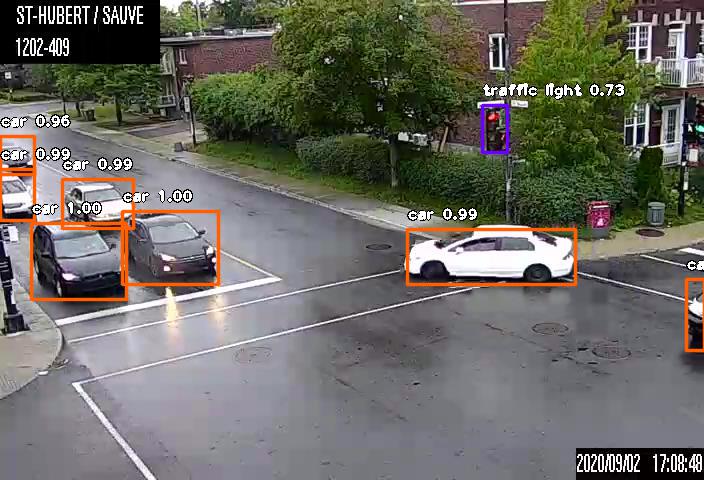 ST-HUBERT / SAUVE
1202-409
traffic light 0.73
car 0.96
car 0.99
car 0.99
car 1.00
car 1.00
car 0.99
ca
2020/09/02 17:08:48